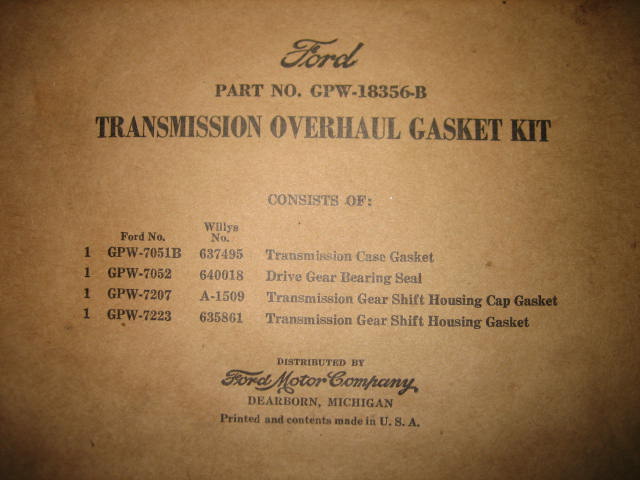 Ford
PART NO. GPW-18356-B
TRANSMISSION OVERHAUL GASKET KIT
CONSISTS OF:
Ford No. Willys No.
1 GPW-7051B 637495 Transmission Case Gasket
1 GPW-7052 640018 Drive Gear Bearing Seal
1 GPW-7207 A-1509 Transmission Gear Shift Housing Cap Gasket
1 GPW-7223 635861 Transmission Gear Shift Housing Gasket
DISTRIBUTED BY
Ford Motor Company
DEARBORN, MICHIGAN
Printed and contents made in U. S. A.